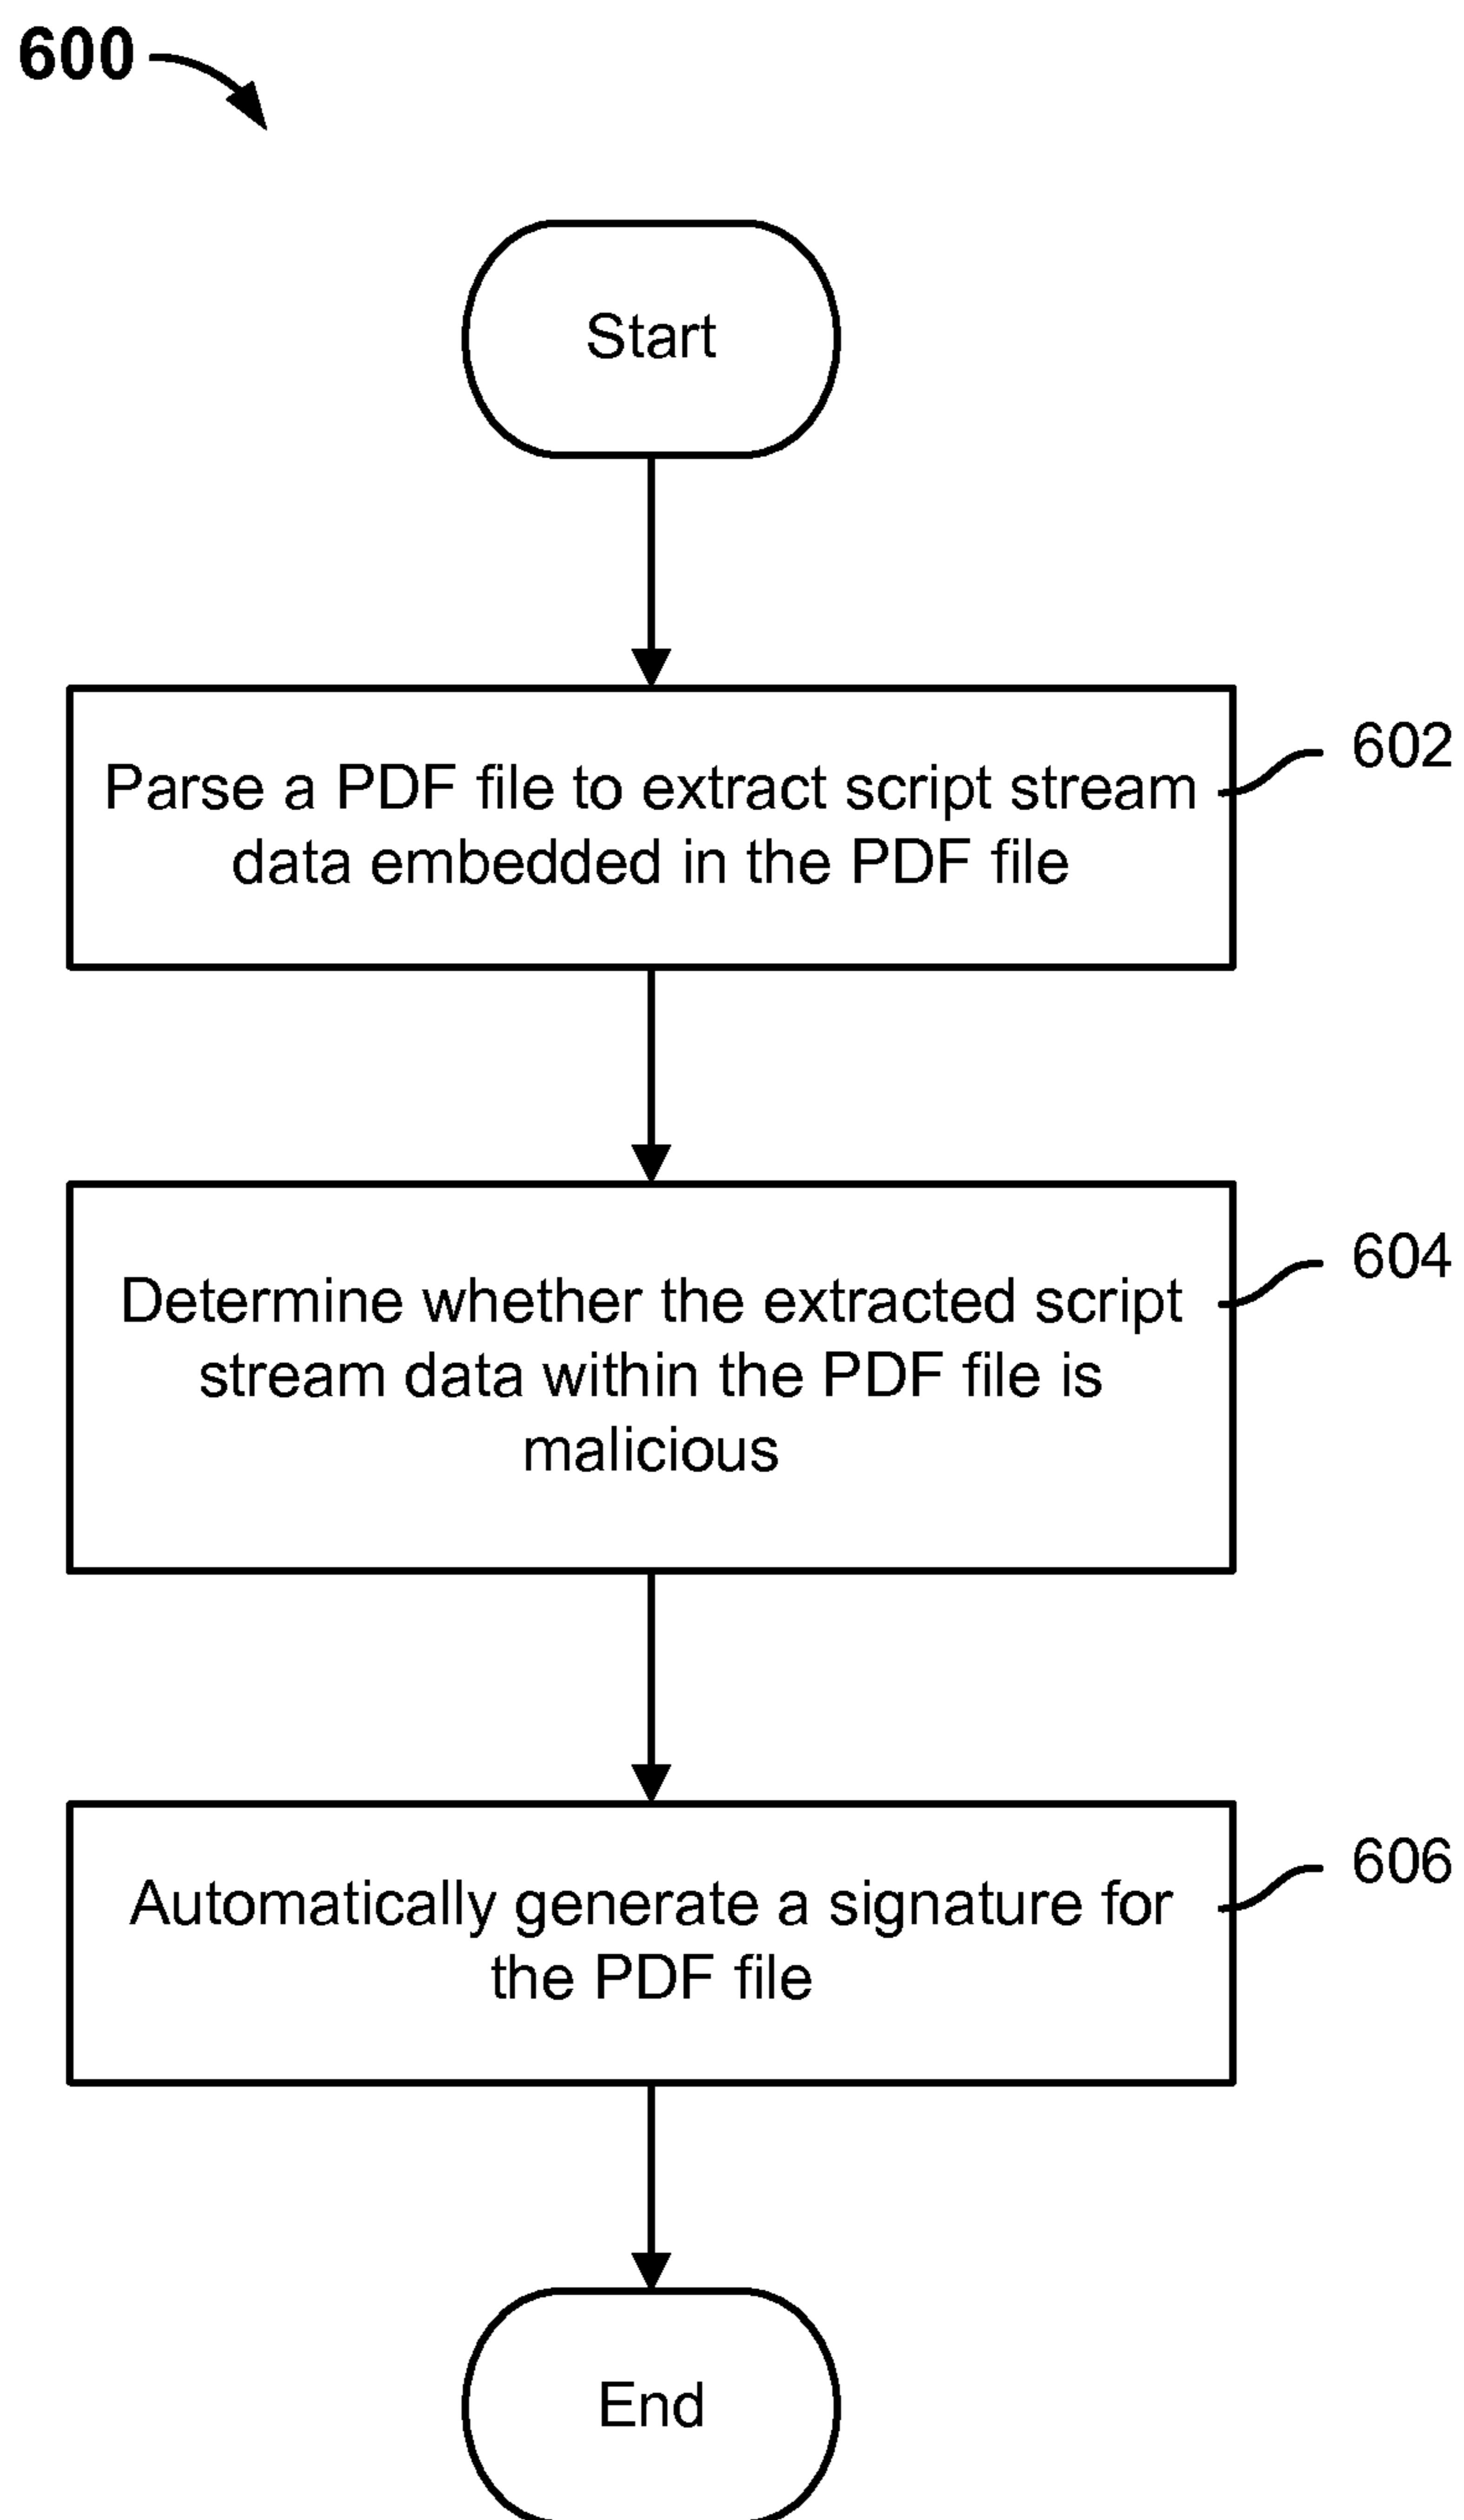 600
Start
Parse a PDF file to extract script stream
data embedded in the PDF file
602
Determine whether the extracted script
stream data within the PDF file is
malicious
604
Automatically generate a signature for
the PDF file
606
End